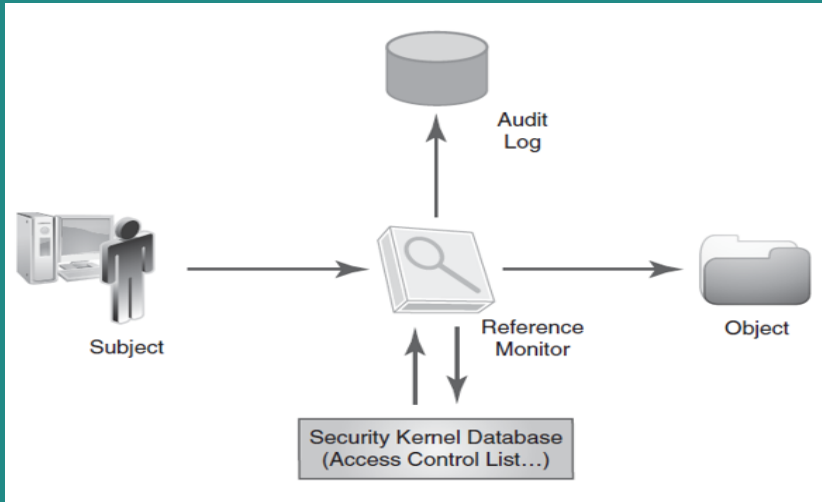 Audit
Log
Subject
Reference
Monitor
Object
Security Kernel Database
(Access Control List...)